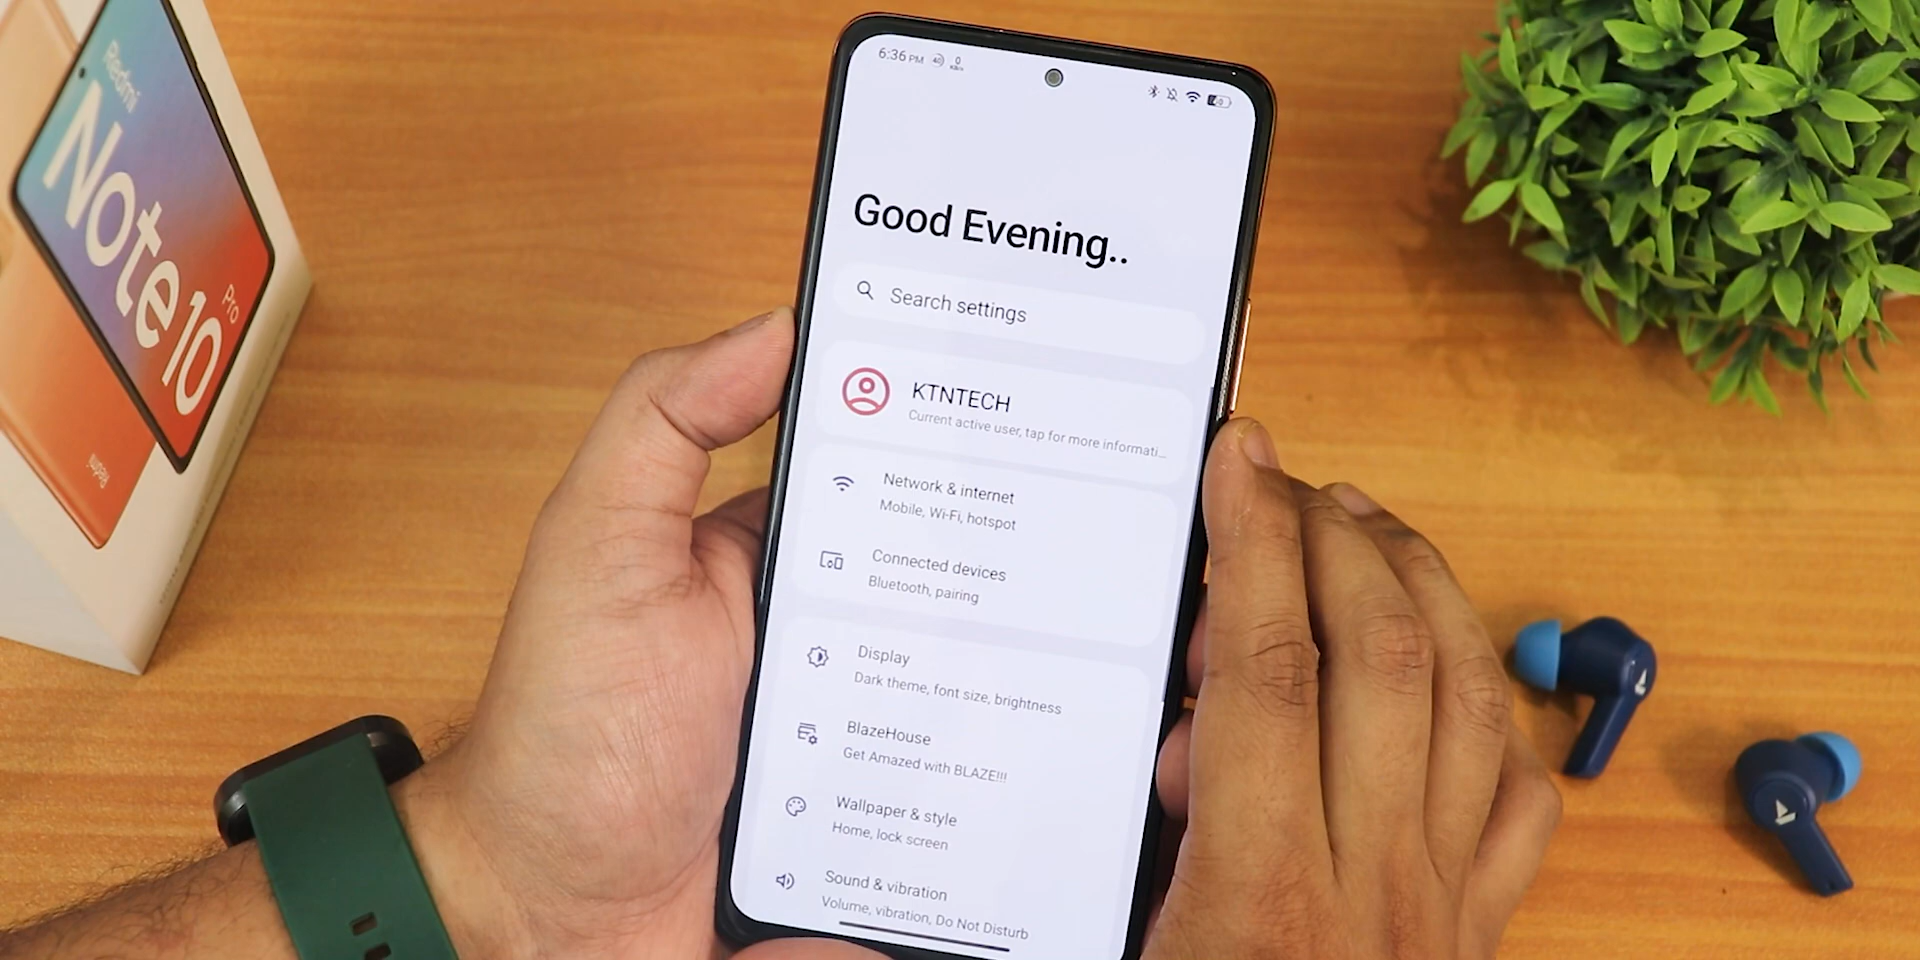 Redmi
Note 10
Pro
Redmi
6:36 PM
Good Evening..
Search settings
KTNTECH
Current active user, tap for more informati...
Network & internet
Mobile, Wi-Fi, hotspot
Connected devices
Bluetooth, pairing
Display
Dark theme, font size, brightness
BlazeHouse
Get Amazed with BLAZE!!!
Wallpaper & style
Home, lock screen
Sound & vibration
Volume, vibration, Do Not Disturb